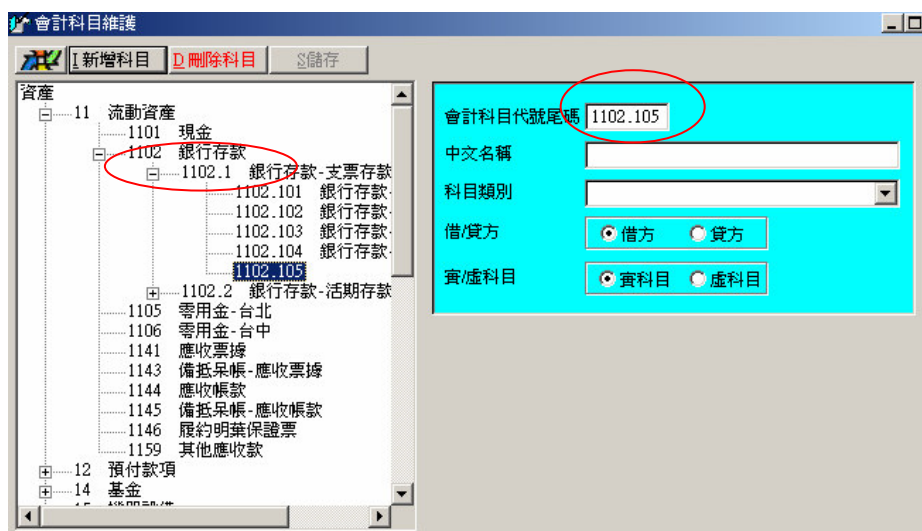 會計科目維護
I新增科目 D刪除科目 S儲存
資產
11 流動資產
1101 現金
1102 銀行存款
1102.1 銀行存款-支票存款
1102.101 銀行存款-
1102.102 銀行存款-
1102.103 銀行存款-
1102.104 銀行存款-
1102.105
1102.2 銀行存款-活期存款
1105 零用金-台北
1106 零用金-台中
1141 應收票據
1143 備抵呆帳-應收票據
1144 應收帳款
1145 備抵呆帳-應收帳款
1146 履約明葉保證票
1159 其他應收款
12 預付款項
14 基金
會計科目代號尾碼 1102.105
中文名稱
科目類別
借/貸方 借方 貸方
實/虛科目 實科目 虛科目